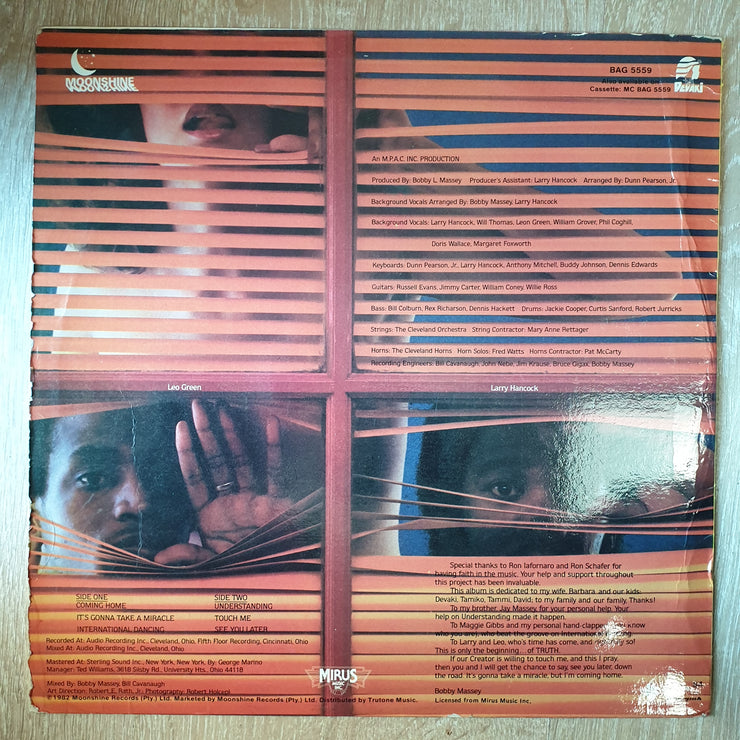 MOONSHINE
BAG 5559
Also available on
Cassette: MC BAG 5559
DEVAKI
An M.P.A.C. INC. PRODUCTION
Produced By: Bobby L. Massey Producer's Assistant: Larry Hancock Arranged By: Dunn Pearson, Jr.
Background Vocals Arranged By: Bobby Massey, Larry Hancock
Background Vocals: Larry Hancock, Will Thomas, Leon Green, William Grover, Phil Coghill,
Doris Wallace, Margaret Foxworth
Keyboards: Dunn Pearson, Jr., Larry Hancock, Anthony Mitchell, Buddy Johnson, Dennis Edwards
Guitars: Russell Evans, Jimmy Carter, William Coney, Willie Ross
Bass: Bill Colburn, Rex Richarson, Dennis Hackett Drums: Jackie Cooper, Curtis Sanford, Robert Jurricks
Strings: The Cleveland Orchestra String Contractor: Mary Anne Rettager
Horns: The Cleveland Horns Horn Solos: Fred Watts Horns Contractor: Pat McCarty
Recording Engineers: Bill Cavanaugh, John Nebe, Jim Krause, Bruce Gigax, Bobby Massey
Leo Green
Larry Hancock
SIDE ONE
COMING HOME
IT'S GONNA TAKE A MIRACLE
INTERNATIONAL DANCING
SIDE TWO
UNDERSTANDING
TOUCH ME
SEE YOU LATER
Recorded At: Audio Recording Inc., Cleveland, Ohio, Fifth Floor Recording, Cincinnati, Ohio
Mixed At: Audio Recording Inc., Cleveland, Ohio
Mastered At: Sterling Sound Inc., New York, New York. By: George Marino
Manager: Ted Williams, 3618 Silsby Rd., University Hts., Ohio 44118
Mixed By: Bobby Massey, Bill Cavanaugh
Art Direction: Robert E. Rath, Jr. Photography: Robert Holcepl
©1982 Moonshine Records (Pty.) Ltd. Marketed by Moonshine Records (Pty.) Ltd. Distributed by Trutone Music.
MIRUS
MUSIC
INC.
Special thanks to Ron Iafornaro and Ron Schafer for
having faith in the music. Your help and support throughout
this project has been invaluable.
This album is dedicated to my wife, Barbara, and our kids:
Devaki, Tamiko, Tammi, David, to my family and our family, Thanks!
To my brother Jay Massey for your personal help. Your
help on Understanding made it happen.
To Maggie Gibbs and my personal hand-clappers (you know
who you are), who beat the groove on International Dancing.
To Larry and Leo, who's time has come, and
This is only the beginning... of TRUTH.
If our Creator is willing to touch me, and this I pray,
then you and I will get the chance to say, see you later, down
the road. It's gonna take a miracle, but I'm coming home.
Bobby Massey
Licensed from Mirus Music Inc,